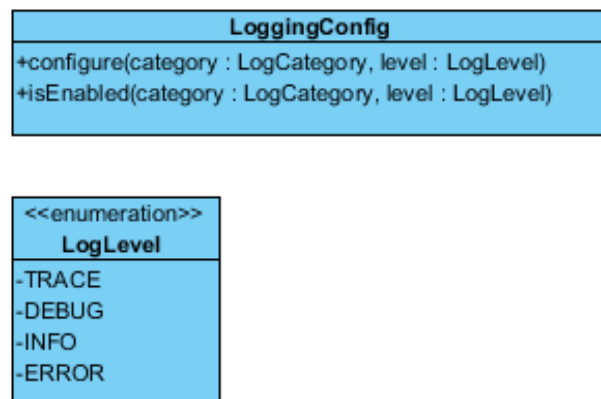 LoggingConfig
+configure(category : LogCategory, level : LogLevel)
+isEnabled(category : LogCategory, level : LogLevel)
<<enumeration>>
LogLevel
-TRACE
-DEBUG
-INFO
-ERROR